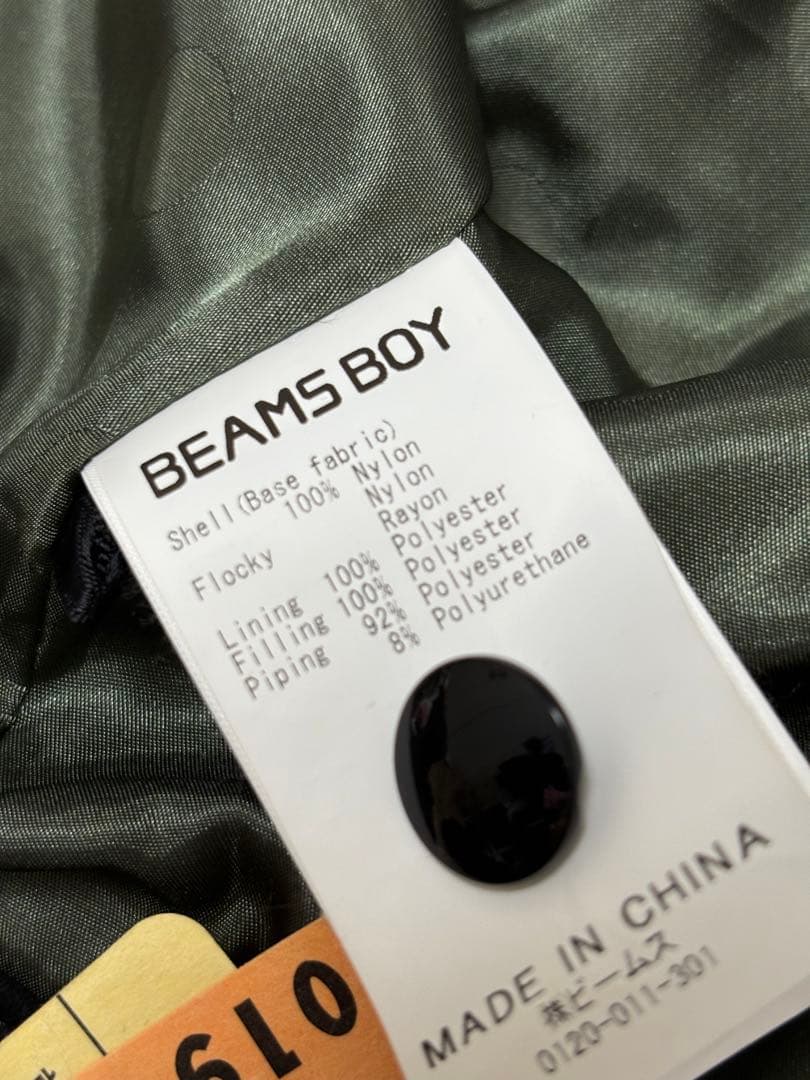 BEAMS BOY
Shell(Base fabric)
100% Nylon
Flocky Nylon
Rayon
Lining 100% Polyester
Filling 100% Polyester
Piping 92% Polyester
8% Polyurethane
MADE IN CHINA
㈱ビームス
0120-011-301
019